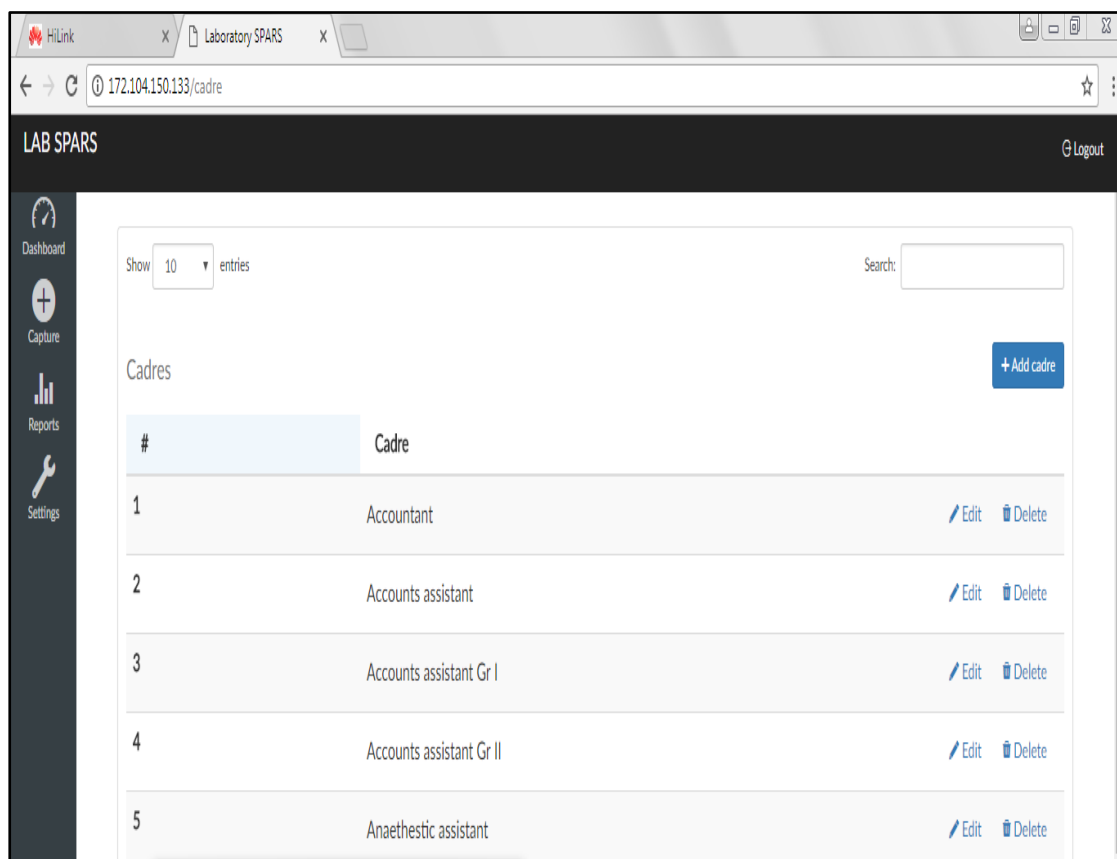 HiLink
Laboratory SPARS
172.104.150.133/cadre
LAB SPARS
Logout
Dashboard
Capture
Reports
Settings
Show 10 entries
Search:
Cadres
+ Add cadre
# Cadre
1 Accountant Edit Delete
2 Accounts assistant Edit Delete
3 Accounts assistant Gr I Edit Delete
4 Accounts assistant Gr II Edit Delete
5 Anaethestic assistant Edit Delete